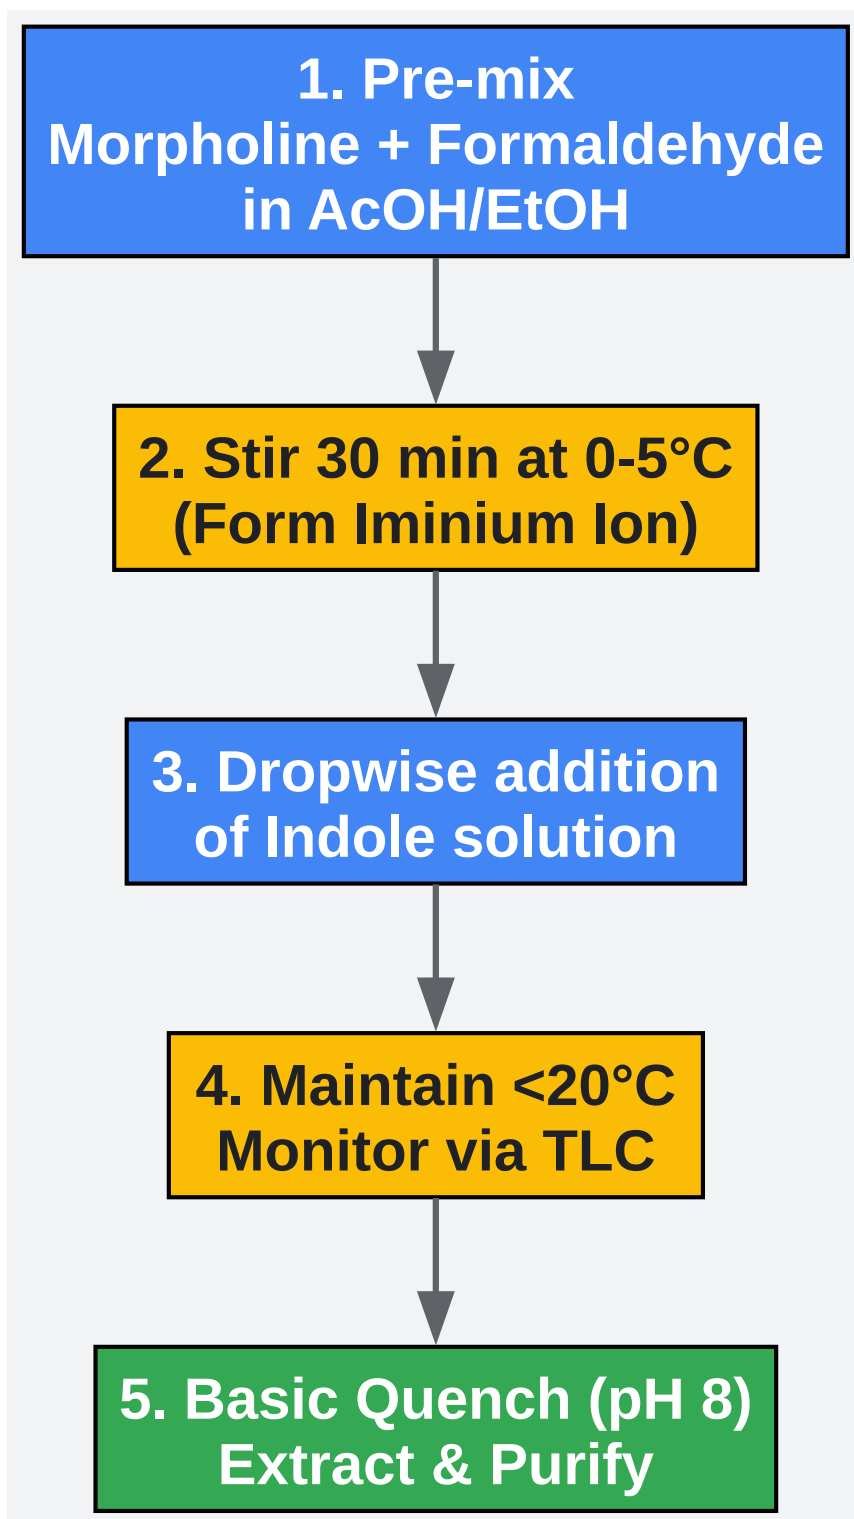 1. Pre-mix
Morpholine + Formaldehyde
in AcOH/EtOH
2. Stir 30 min at 0-5°C
(Form Iminium Ion)
3. Dropwise addition
of Indole solution
4. Maintain <20°C
Monitor via TLC
5. Basic Quench (pH 8)
Extract & Purify